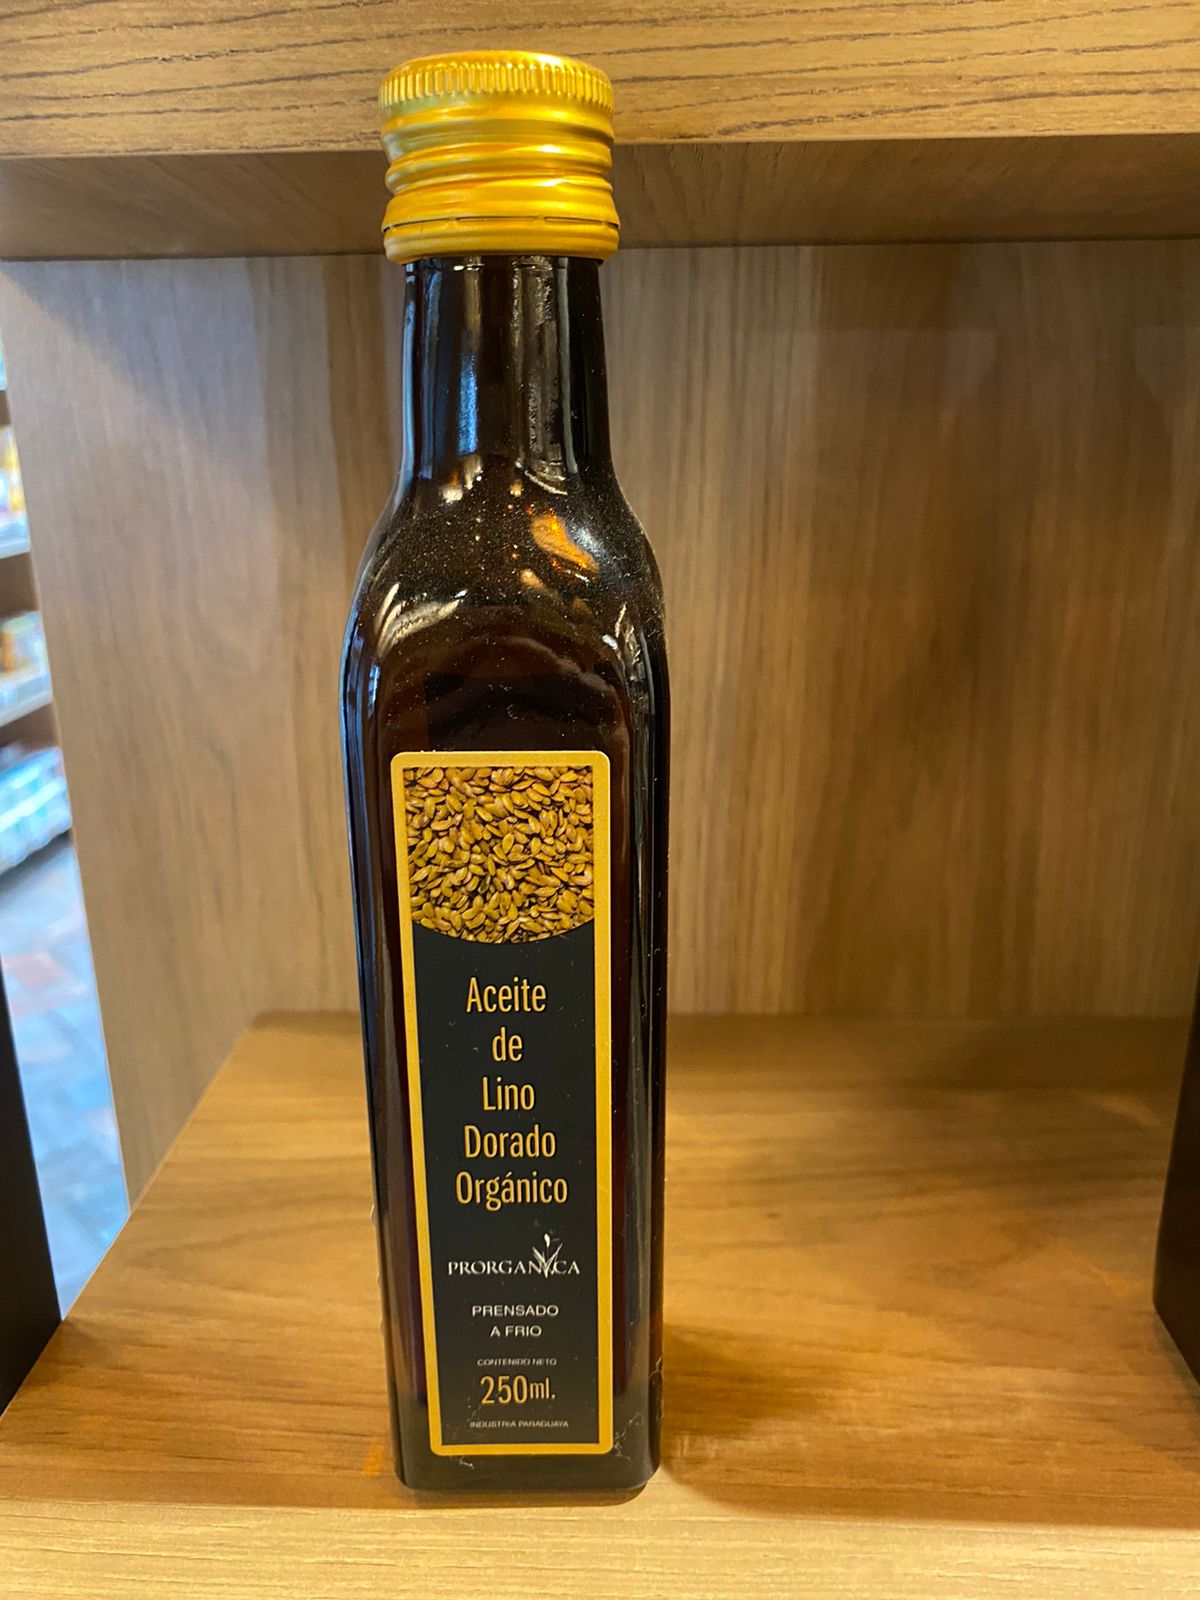 Aceite
de
Lino
Dorado
Orgánico
PRORGANICA
PRENSADO
A FRIO
CONTENIDO NETO
250ml.
INDUSTRIA PARAGUAYA